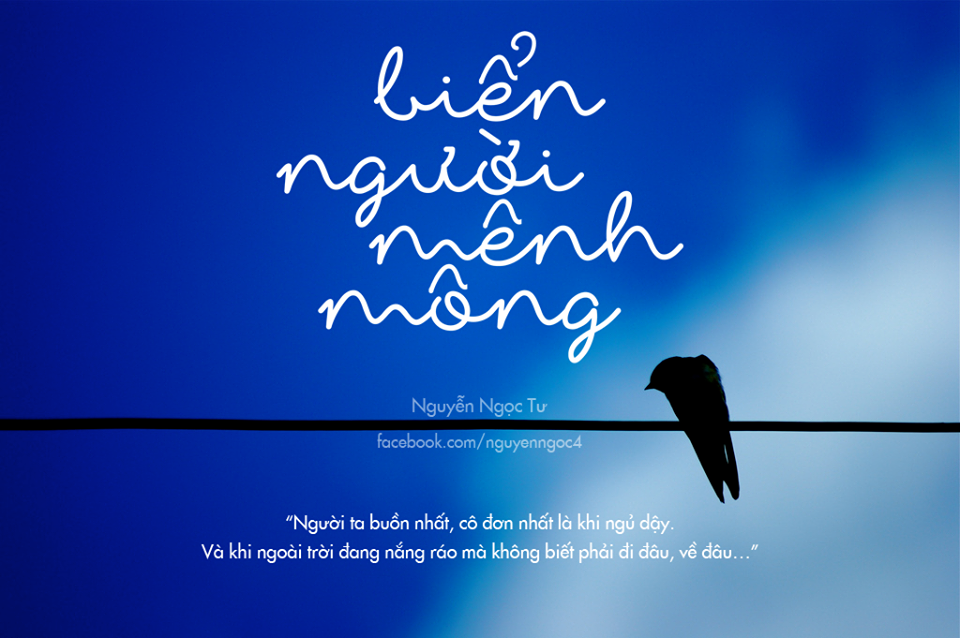 biển
người
mênh
mông
Nguyễn Ngọc Tư
facebook.com/nguyenngoc4
“Người ta buồn nhất, cô đơn nhất là khi ngủ dậy.
Và khi ngoài trời đang nắng ráo mà không biết phải đi đâu, về đâu...”